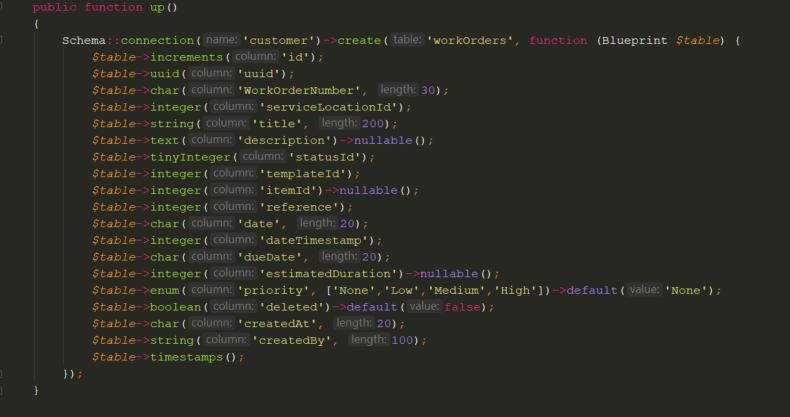 public function up()
{
Schema::connection( name: 'customer')->create( table: 'workOrders', function (Blueprint $table) {
$table->increments( column: 'id');
$table->uuid( column: 'uuid');
$table->char( column: 'WorkOrderNumber', length: 30);
$table->integer( column: 'serviceLocationId');
$table->string( column: 'title', length: 200);
$table->text( column: 'description')->nullable();
$table->tinyInteger( column: 'statusId');
$table->integer( column: 'templateId');
$table->integer( column: 'itemId')->nullable();
$table->integer( column: 'reference');
$table->char( column: 'date', length: 20);
$table->integer( column: 'dateTimestamp');
$table->char( column: 'dueDate', length: 20);
$table->integer( column: 'estimatedDuration')->nullable();
$table->enum( column: 'priority', ['None','Low','Medium','High'])->default( value: 'None');
$table->boolean( column: 'deleted')->default( value: false);
$table->char( column: 'createdAt', length: 20);
$table->string( column: 'createdBy', length: 100);
$table->timestamps();
});
}